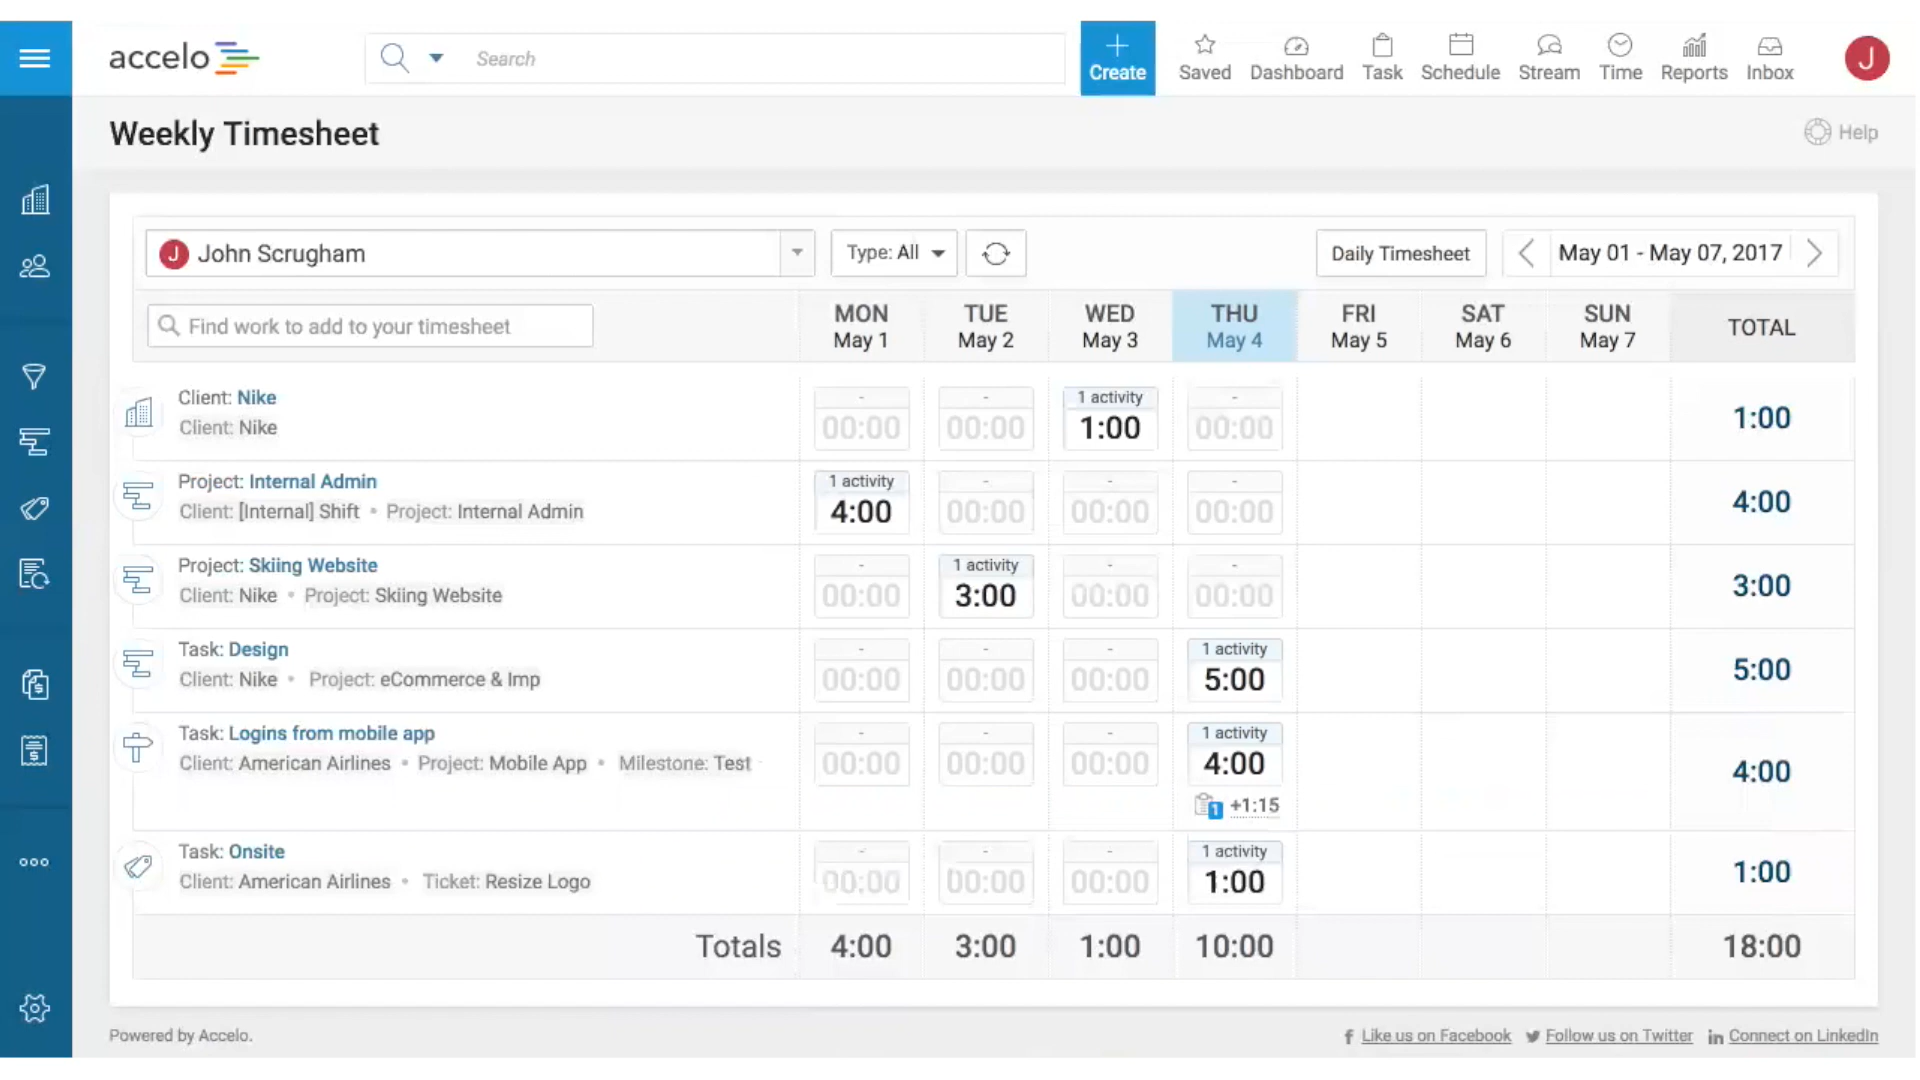 accelo
Search
Create
Saved
Dashboard
Task
Schedule
Stream
Time
Reports
Inbox
J
Weekly Timesheet
Help
J John Scrugham
Type: All
Daily Timesheet
May 01 - May 07, 2017
Find work to add to your timesheet
MON
May 1
TUE
May 2
WED
May 3
THU
May 4
FRI
May 5
SAT
May 6
SUN
May 7
TOTAL
Client: Nike
Client: Nike
-
00:00
-
00:00
1 activity
1:00
-
00:00
1:00
Project: Internal Admin
Client: [Internal] Shift • Project: Internal Admin
1 activity
4:00
-
00:00
-
00:00
-
00:00
4:00
Project: Skiing Website
Client: Nike • Project: Skiing Website
-
00:00
1 activity
3:00
-
00:00
-
00:00
3:00
Task: Design
Client: Nike • Project: eCommerce & Imp
-
00:00
-
00:00
-
00:00
1 activity
5:00
5:00
Task: Logins from mobile app
Client: American Airlines • Project: Mobile App • Milestone: Test
-
00:00
-
00:00
-
00:00
1 activity
4:00
1 +1:15
4:00
Task: Onsite
Client: American Airlines • Ticket: Resize Logo
-
00:00
-
00:00
-
00:00
1 activity
1:00
1:00
Totals 4:00 3:00 1:00 10:00 18:00
Powered by Accelo.
Like us on Facebook Follow us on Twitter in Connect on LinkedIn